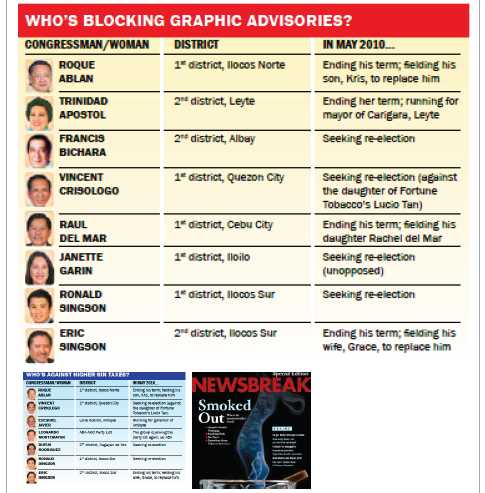 WHO'S BLOCKING GRAPHIC ADVISORIES?
CONGRESSMAN/WOMAN DISTRICT IN MAY 2010...
ROQUE ABLAN 1st district, Ilocos Norte Ending his term; fielding his
son, Kris, to replace him
TRINIDAD APOSTOL 2nd district, Leyte Ending her term; running for
mayor of Carigara, Leyte
FRANCIS BICHARA 2nd district, Albay Seeking re-election
VINCENT CRISOLOGO 1st district, Quezon City Seeking re-election (against
the daughter of Fortune
Tobacco's Lucio Tan)
RAUL DEL MAR 1st district, Cebu City Ending his term; fielding his
daughter Rachel del Mar
JANETTE GARIN 1st district, Iloilo Seeking re-election
(unopposed)
RONALD SINGSON 1st district, Ilocos Sur Seeking re-election
ERIC SINGSON 2nd district, Ilocos Sur Ending his term; fielding his
wife, Grace, to replace him
WHO'S AGAINST HIGHER SIN TAXES?
CONGRESSMAN/WOMAN DISTRICT IN MAY 2010...
ROQUE ABLAN 1st district, Ilocos Norte Ending his term; fielding his
son, Kris, to replace him
VINCENT CRISOLOGO 1st district, Quezon City Seeking re-election (against
the daughter of Fortune
Tobacco's Lucio Tan)
EXEQUIEL JAVIER Lone district, Antique Running for governor of
Antique
LEONARDO MONTEMAYOR
RODRIGUEZ 2nd district, Cagayan de Oro Seeking re-election
RONALD SINGSON 1st district, Ilocos Sur Seeking re-election
ERIC SINGSON 2nd district, Ilocos Sur Ending his term; fielding his
wife, Grace, to replace him
Special Edition
NEWSBREAK
Smoked
Out